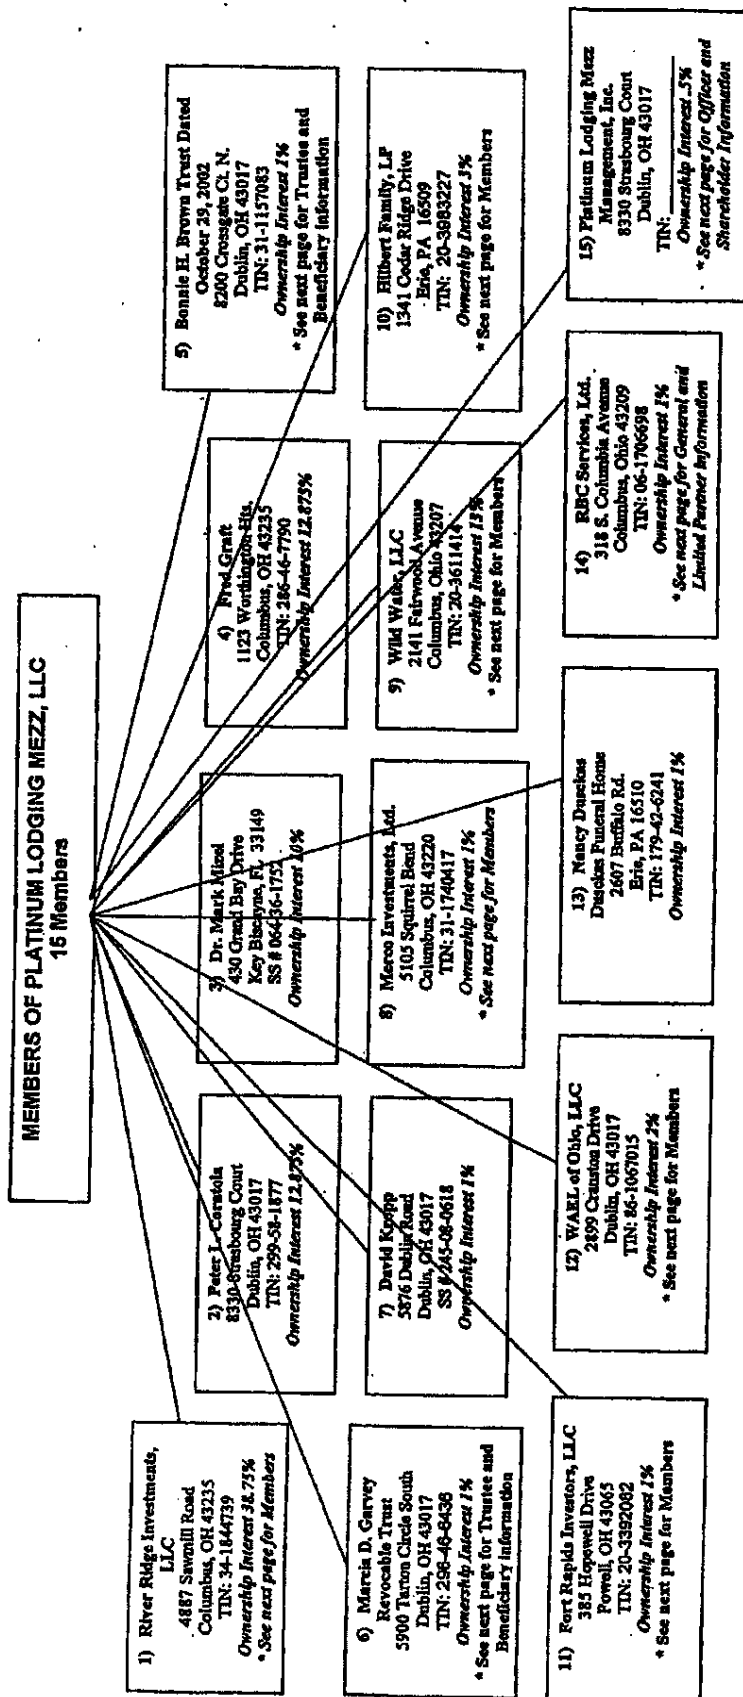 MEMBERS OF PLATINUM LODGING MEZZ, LLC
15 Members
1) River Ridge Investments,
LLC
4887 Sawmill Road
Columbus, OH 43235
TIN: 34-1844739
Ownership Interest 38.75%
* See next page for Members
2) Peter L. Coratola
8330 Strasbourg Court
Dublin, OH 43017
TIN: 299-58-1877
Ownership Interest 12.875%
3) Dr. Mark Mizel
430 Grand Bay Drive
Key Biscayne, FL 33149
SS # 064-36-1752
Ownership Interest 10%
4) Fred Graft
1123 Worthington Hts.
Columbus, OH 43235
TIN: 286-46-7790
Ownership Interest 12.875%
5) Bonnie H. Brown Trust Dated
October 29, 2002
8200 Crossgate Ct. N.
Dublin, OH 43017
TIN: 31-1157083
Ownership Interest 1%
* See next page for Trustee and
Beneficiary Information
6) Marcia D. Garvey
Revocable Trust
5900 Tarton Circle South
Dublin, OH 43017
TIN: 296-46-6436
Ownership Interest 1%
* See next page for Trustee and
Beneficiary Information
7) David Kropp
5876 Dublin Road
Dublin, OH 43017
SS # 245-08-0618
Ownership Interest 1%
8) Merco Investments, Ltd.
5105 Squirrel Bend
Columbus, OH 43220
TIN: 31-1740417
Ownership Interest 1%
* See next page for Members
9) Wild Water, LLC
2141 Fairwood Avenue
Columbus, Ohio 43207
TIN: 20-3611414
Ownership Interest 13%
* See next page for Members
10) Hilbert Family, LP
1341 Cedar Ridge Drive
Erie, PA 16509
TIN: 20-3983227
Ownership Interest 3%
* See next page for Members
11) Fort Rapids Investors, LLC
385 Hopewell Drive
Powell, OH 43065
TIN: 20-3392082
Ownership Interest 1%
* See next page for Members
12) WAEL of Ohio, LLC
2899 Cranston Drive
Dublin, OH 43017
TIN: 86-1067015
Ownership Interest 2%
* See next page for Members
13) Nancy Dusckas
Dusckas Funeral Home
2607 Buffalo Rd.
Erie, PA 16510
TIN: 179-42-6241
Ownership Interest 1%
14) RBC Services, Ltd.
318 S. Columbia Avenue
Columbus, Ohio 43209
TIN: 06-1706698
Ownership Interest 1%
* See next page for General and
Limited Partner Information
15) Platinum Lodging Mezz
Management, Inc.
8330 Strasbourg Court
Dublin, OH 43017
TIN:
Ownership Interest .5%
* See next page for Officer and
Shareholder Information